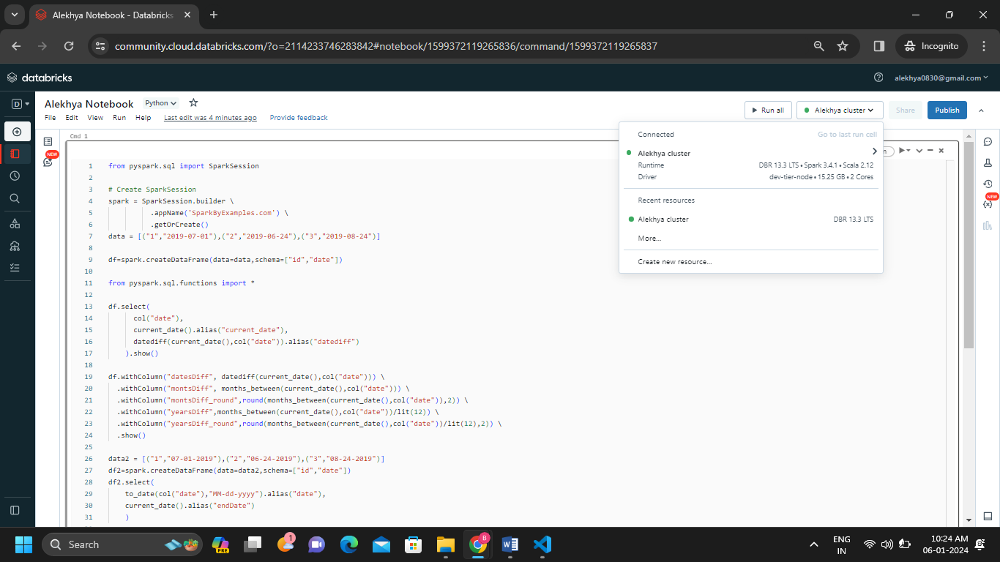 Alekhya Notebook - Databricks
community.cloud.databricks.com/?o=2114233746283842#notebook/1599372119265836/command/1599372119265837
Incognito
databricks
alekhya0830@gmail.com
D
Alekhya Notebook
Python
File Edit View Run Help Last edit was 4 minutes ago Provide feedback
Run all
Alekhya cluster
Share
Publish
NEW
NEW
Cmd 1
Connected
Go to last run cell
Alekhya cluster
Runtime
DBR 13.3 LTS • Spark 3.4.1 • Scala 2.12
Driver
dev-tier-node • 15.25 GB • 2 Cores
Recent resources
Alekhya cluster
DBR 13.3 LTS
More...
Create new resource...
1 from pyspark.sql import SparkSession
2
3 # Create SparkSession
4 spark = SparkSession.builder \
5 .appName('SparkByExamples.com') \
6 .getOrCreate()
7 data = [("1","2019-07-01"),("2","2019-06-24"),("3","2019-08-24")]
8
9 df=spark.createDataFrame(data=data,schema=["id","date"])
10
11 from pyspark.sql.functions import *
12
13 df.select(
14 col("date"),
15 current_date().alias("current_date"),
16 datediff(current_date(),col("date")).alias("datediff")
17 ).show()
18
19 df.withColumn("datesDiff", datediff(current_date(),col("date"))) \
20 .withColumn("montsDiff", months_between(current_date(),col("date"))) \
21 .withColumn("montsDiff_round",round(months_between(current_date(),col("date")),2)) \
22 .withColumn("yearsDiff",months_between(current_date(),col("date"))/lit(12)) \
23 .withColumn("yearsDiff_round",round(months_between(current_date(),col("date"))/lit(12),2)) \
24 .show()
25
26 data2 = [("1","07-01-2019"),("2","06-24-2019"),("3","08-24-2019")]
27 df2=spark.createDataFrame(data=data2,schema=["id","date"])
28 df2.select(
29 to_date(col("date"),"MM-dd-yyyy").alias("date"),
30 current_date().alias("endDate")
31 )
Search
PRE
1
B
ENG
IN
10:24 AM
06-01-2024